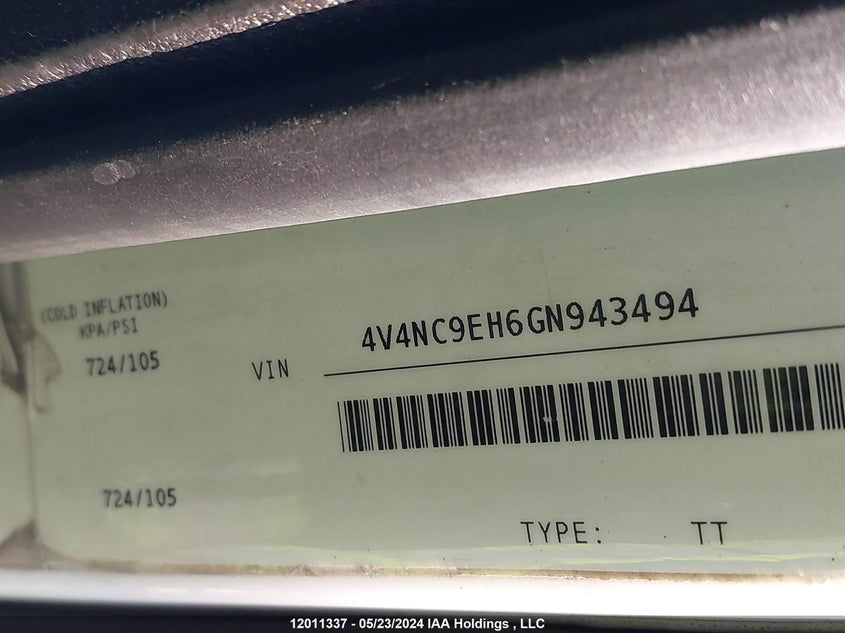 (COLD INFLATION)
KPA/PSI
724/105
VIN 4V4NC9EH6GN943494
724/105
TYPE: TT
12011337 - 05/23/2024 IAA Holdings , LLC